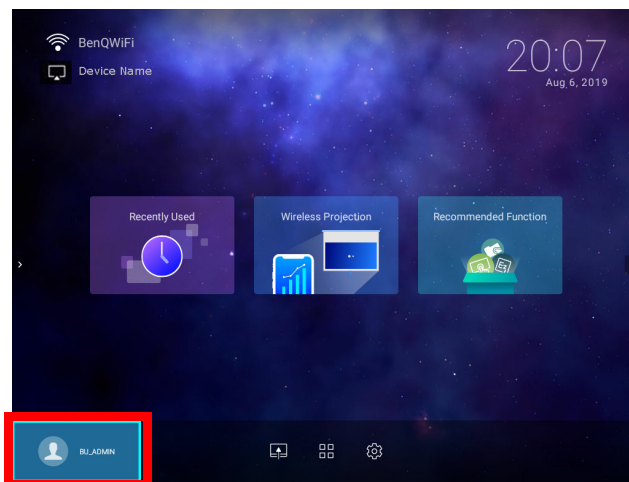 BenQWiFi
Device Name
20:07
Aug 6, 2019
Recently Used
Wireless Projection
Recommended Function
BU_ADMIN